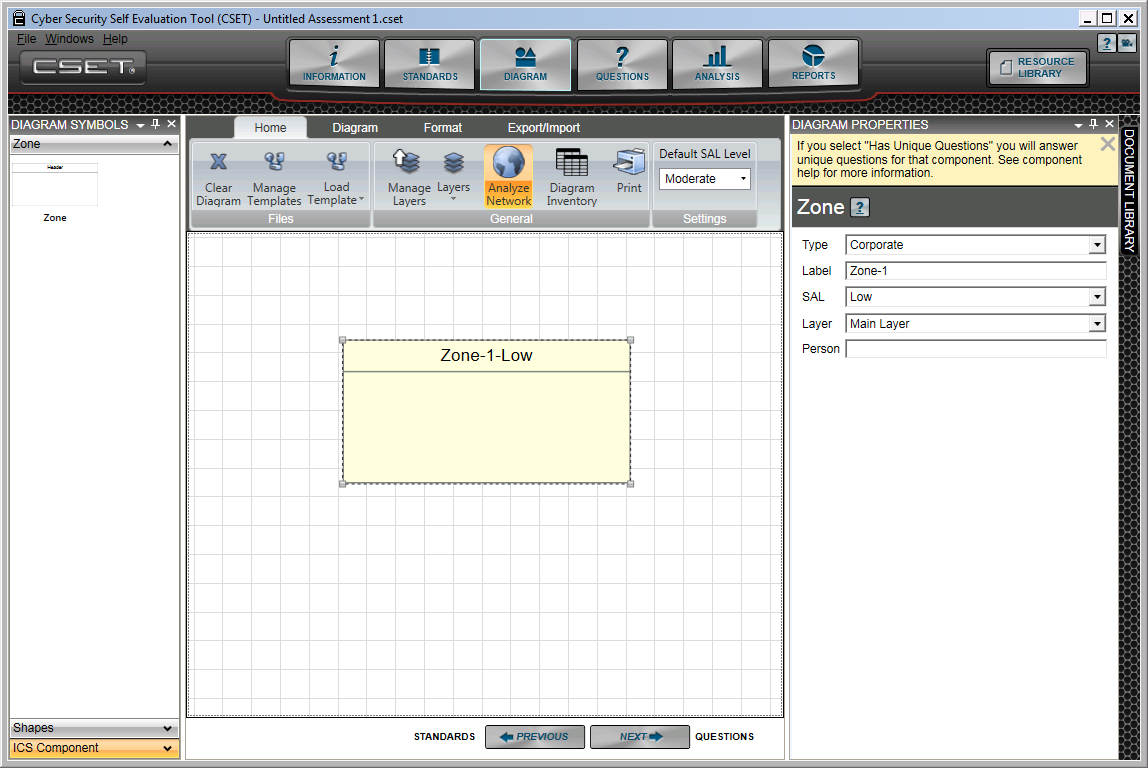 Cyber Security Self Evaluation Tool (CSET) - Untitled Assessment 1.cset
File Windows Help
CSET
INFORMATION
STANDARDS
DIAGRAM
QUESTIONS
ANALYSIS
REPORTS
RESOURCE
LIBRARY
DIAGRAM SYMBOLS
Zone
Header
Zone
Shapes
ICS Component
Home Diagram Format Export/Import
Clear
Diagram
Manage
Templates
Load
Template
Files
Manage
Layers
Layers
Analyze
Network
Diagram
Inventory
Print
General
Default SAL Level
Moderate
Settings
Zone-1-Low
STANDARDS PREVIOUS NEXT QUESTIONS
DIAGRAM PROPERTIES
If you select "Has Unique Questions" you will answer
unique questions for that component. See component
help for more information.
Zone ?
Type Corporate
Label Zone-1
SAL Low
Layer Main Layer
Person
DOCUMENT LIBRARY